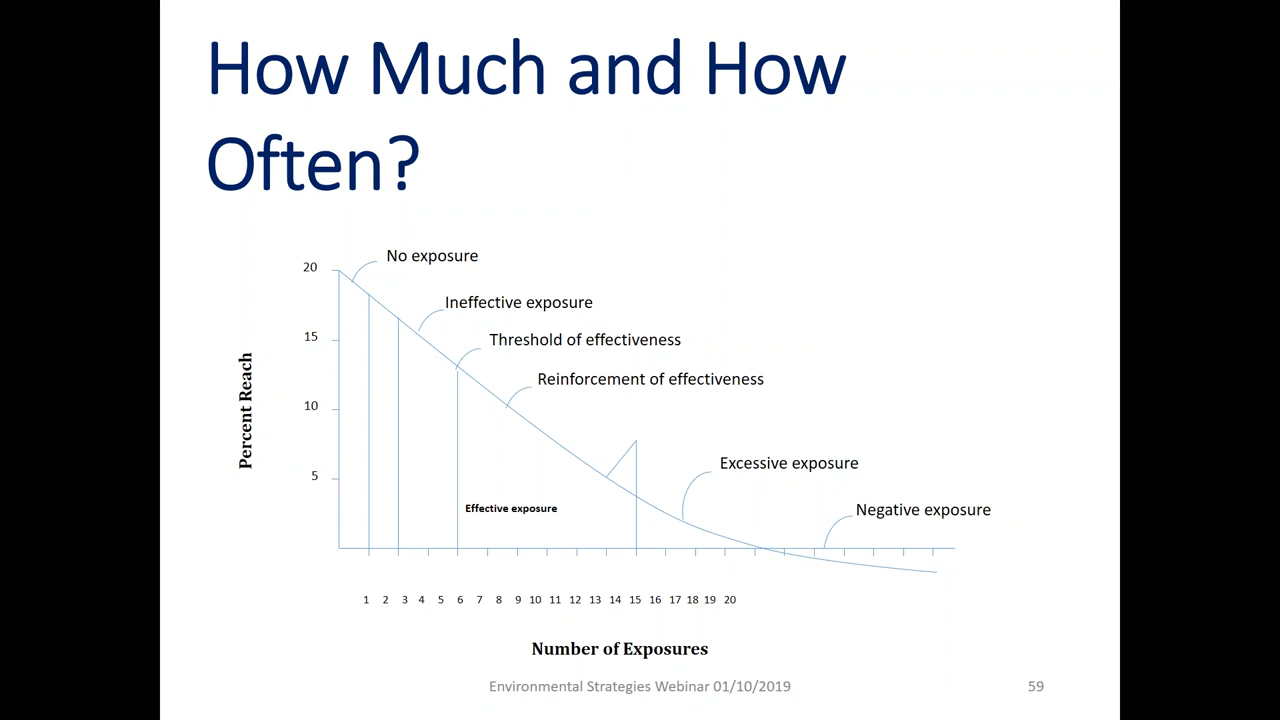 How Much and How
Often?
No exposure
20
Ineffective exposure
15
Threshold of effectiveness
Reinforcement of effectiveness
Percent Reach
10
Excessive exposure
5
Effective exposure
Negative exposure
1 2 3 4 5 6 7 8 9 10 11 12 13 14 15 16 17 18 19 20
Number of Exposures
Environmental Strategies Webinar 01/10/2019
59